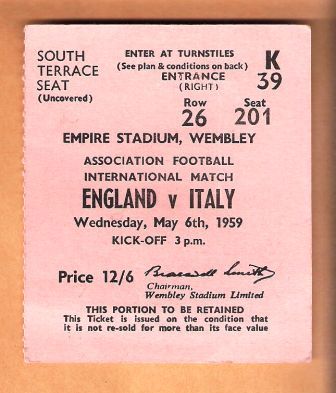 SOUTH TERRACE SEAT
(Uncovered)
ENTER AT TURNSTILES
(See plan & conditions on back)
ENTRANCE
(RIGHT)
K
39
Row
26
Seat
201
EMPIRE STADIUM, WEMBLEY
ASSOCIATION FOOTBALL
INTERNATIONAL MATCH
ENGLAND v ITALY
Wednesday, May 6th, 1959
KICK-OFF 3 p.m.
Price 12/6
Bracewell Smith
Chairman,
Wembley Stadium Limited
THIS PORTION TO BE RETAINED
This Ticket is issued on the condition that
it is not re-sold for more than its face value